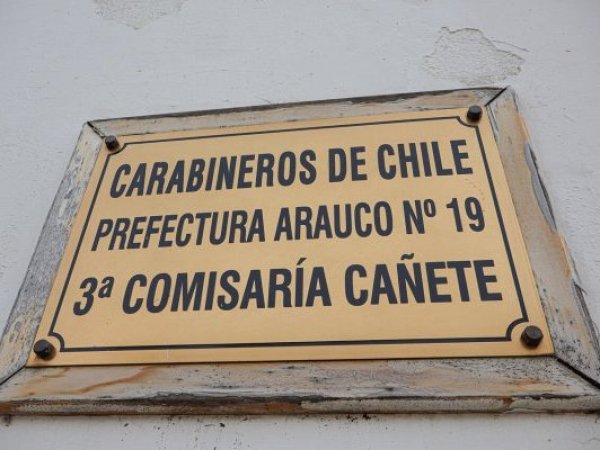 CARABINEROS DE CHILE
PREFECTURA ARAUCO Nº 19
3ª COMISARÍA CAÑETE